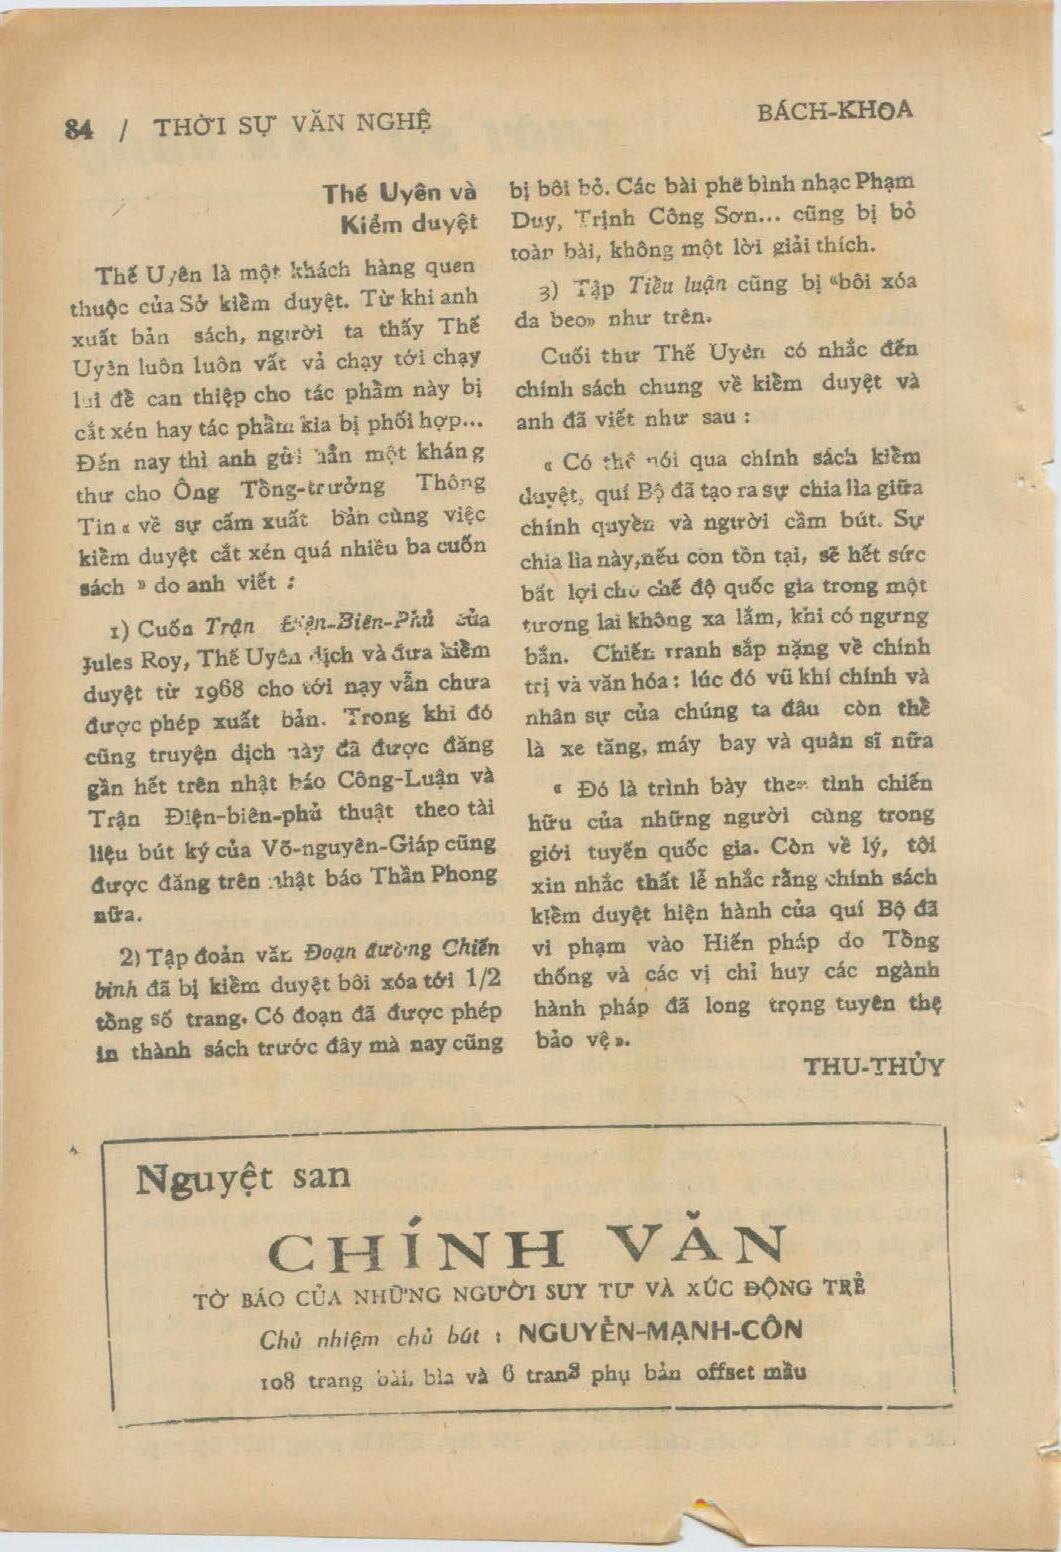 84 / THỜI SỰ VĂN NGHỆ
BÁCH-KHOA
Thế Uyên và
Kiểm duyệt
Thế Uyên là một khách hàng quen
thuộc của Sở kiểm duyệt. Từ khi anh
xuất bản sách, người ta thấy Thế
Uyên luôn luôn vất vả chạy tới chạy
lui để can thiệp cho tác phẩm này bị
cắt xén hay tác phẩm kia bị phối hợp...
Đến nay thì anh gửi hẳn một kháng
thư cho Ông Tổng-trưởng Thông
Tin « về sự cấm xuất bản cùng việc
kiểm duyệt cắt xén quá nhiều ba cuốn
sách » do anh viết :
1) Cuốn Trận Điện-Biên-Phủ của
Jules Roy, Thế Uyên dịch và đưa kiểm
duyệt từ 1968 cho tới nay vẫn chưa
được phép xuất bản. Trong khi đó
cũng truyện dịch này đã được đăng
gần hết trên nhật báo Công-Luận và
Trận Điện-biên-phủ thuật theo tài
liệu bút ký của Võ-nguyên-Giáp cũng
được đăng trên nhật báo Thần Phong
nữa.
2) Tập đoản văn Đoạn đường Chiến
binh đã bị kiểm duyệt bôi xóa tới 1/2
tổng số trang. Có đoạn đã được phép
in thành sách trước đây mà nay cũng
bị bôi bỏ. Các bài phê bình nhạc Phạm
Duy, Trịnh Công Sơn... cũng bị bỏ
toàn bài, không một lời giải thích.
3) Tập Tiểu luận cũng bị «bôi xóa
da beo» như trên.
Cuối thư Thế Uyên có nhắc đến
chính sách chung về kiểm duyệt và
anh đã viết như sau :
« Có thể nói qua chính sách kiểm
duyệt, quí Bộ đã tạo ra sự chia lìa giữa
chính quyền và người cầm bút. Sự
chia lìa này,nếu còn tồn tại, sẽ hết sức
bất lợi cho chế độ quốc gia trong một
tương lai không xa lắm, khi có ngưng
bắn. Chiến tranh sắp nặng về chính
trị và văn hóa : lúc đó vũ khí chính và
nhân sự của chúng ta đâu còn thể
là xe tăng, máy bay và quân sĩ nữa
« Đó là trình bày theo tình chiến
hữu của những người cùng trong
giới tuyến quốc gia. Còn về lý, tôi
xin nhắc thất lễ nhắc rằng chính sách
kiểm duyệt hiện hành của quí Bộ đã
vi phạm vào Hiến pháp do Tổng
thống và các vị chỉ huy các ngành
hành pháp đã long trọng tuyên thệ
bảo vệ ».
THU-THỦY
Nguyệt san
CHÍNH VĂN
TỜ BÁO CỦA NHỮNG NGƯỜI SUY TƯ VÀ XÚC ĐỘNG TRẺ
Chủ nhiệm chủ bút : NGUYỄN-MẠNH-CÔN
108 trang bài, bìa và 6 trang phụ bản offset mầu